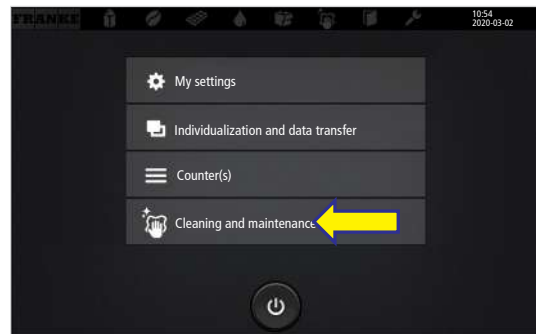 FRANKE
10:54
2020-03-02
My settings
Individualization and data transfer
Counter(s)
Cleaning and maintenance